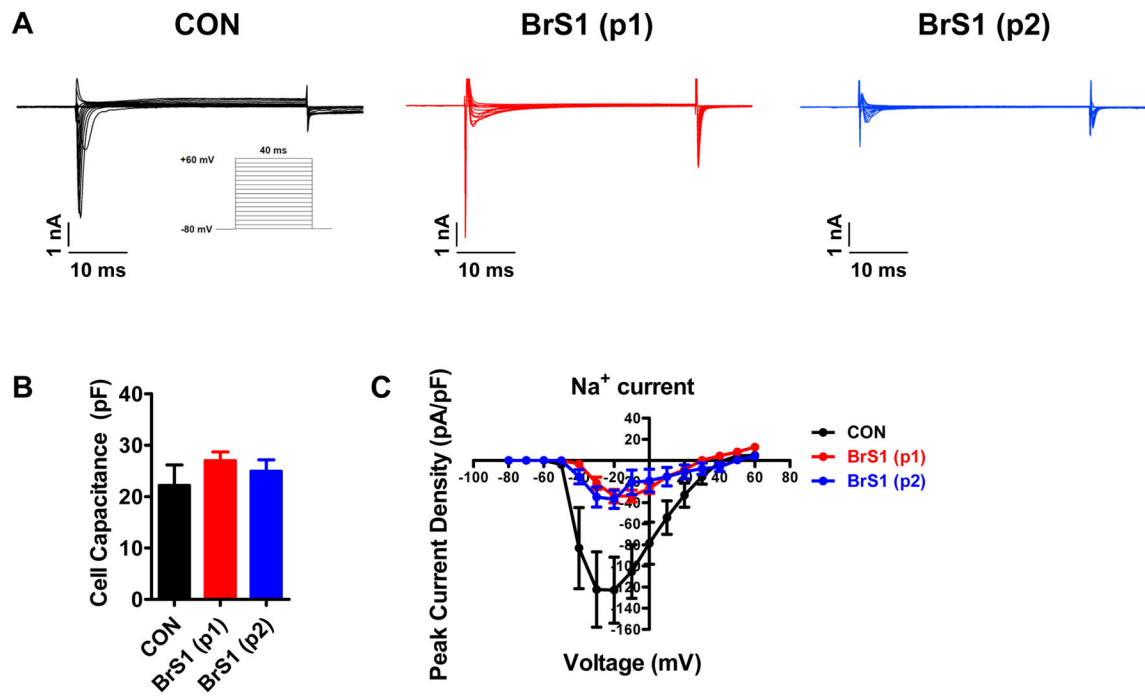 A
CON
BrS1 (p1)
BrS1 (p2)
40 ms
+60 mV
-80 mV
1 nA
10 ms
1 nA
10 ms
1 nA
10 ms
B
Cell Capacitance (pF)
40
30
20
10
0
CON
BrS1 (p1)
BrS1 (p2)
C
Na+ current
Peak Current Density (pA/pF)
40
20
-100 -80 -60 -40 -20 20 40 60 80
-20
-40
-60
-80
-100
-120
-140
-160
Voltage (mV)
CON
BrS1 (p1)
BrS1 (p2)